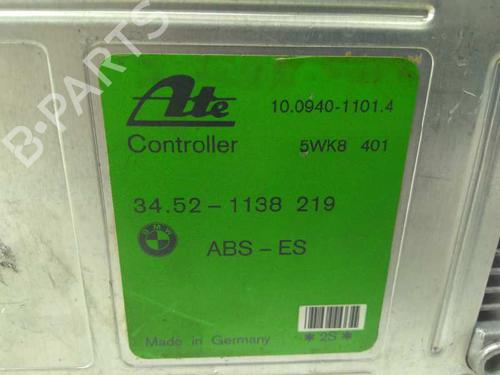 B-PARTS
Ate 10.0940-1101.4
Controller 5WK8 401
34.52-1138 219
BMW ABS-ES
Made in Germany * 2S *